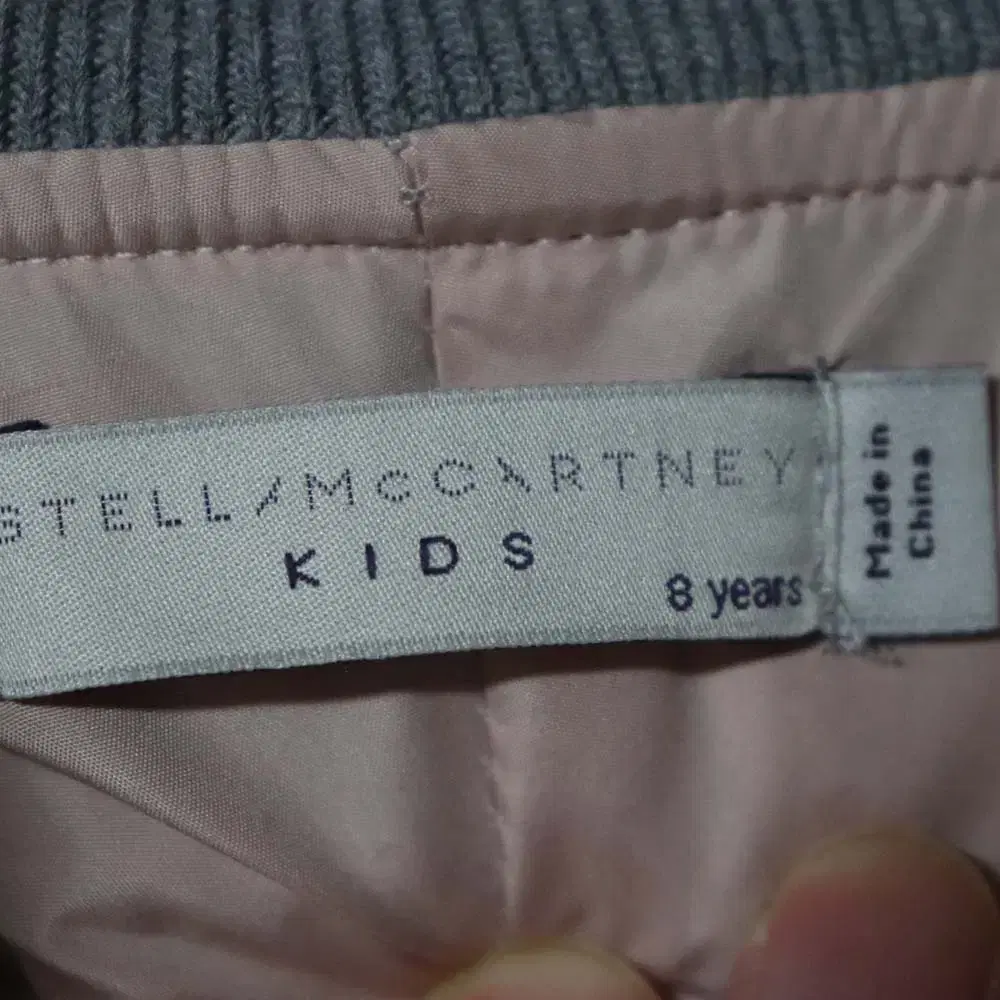 STELLA McCARTNEY
KIDS
8 years
Made in
China